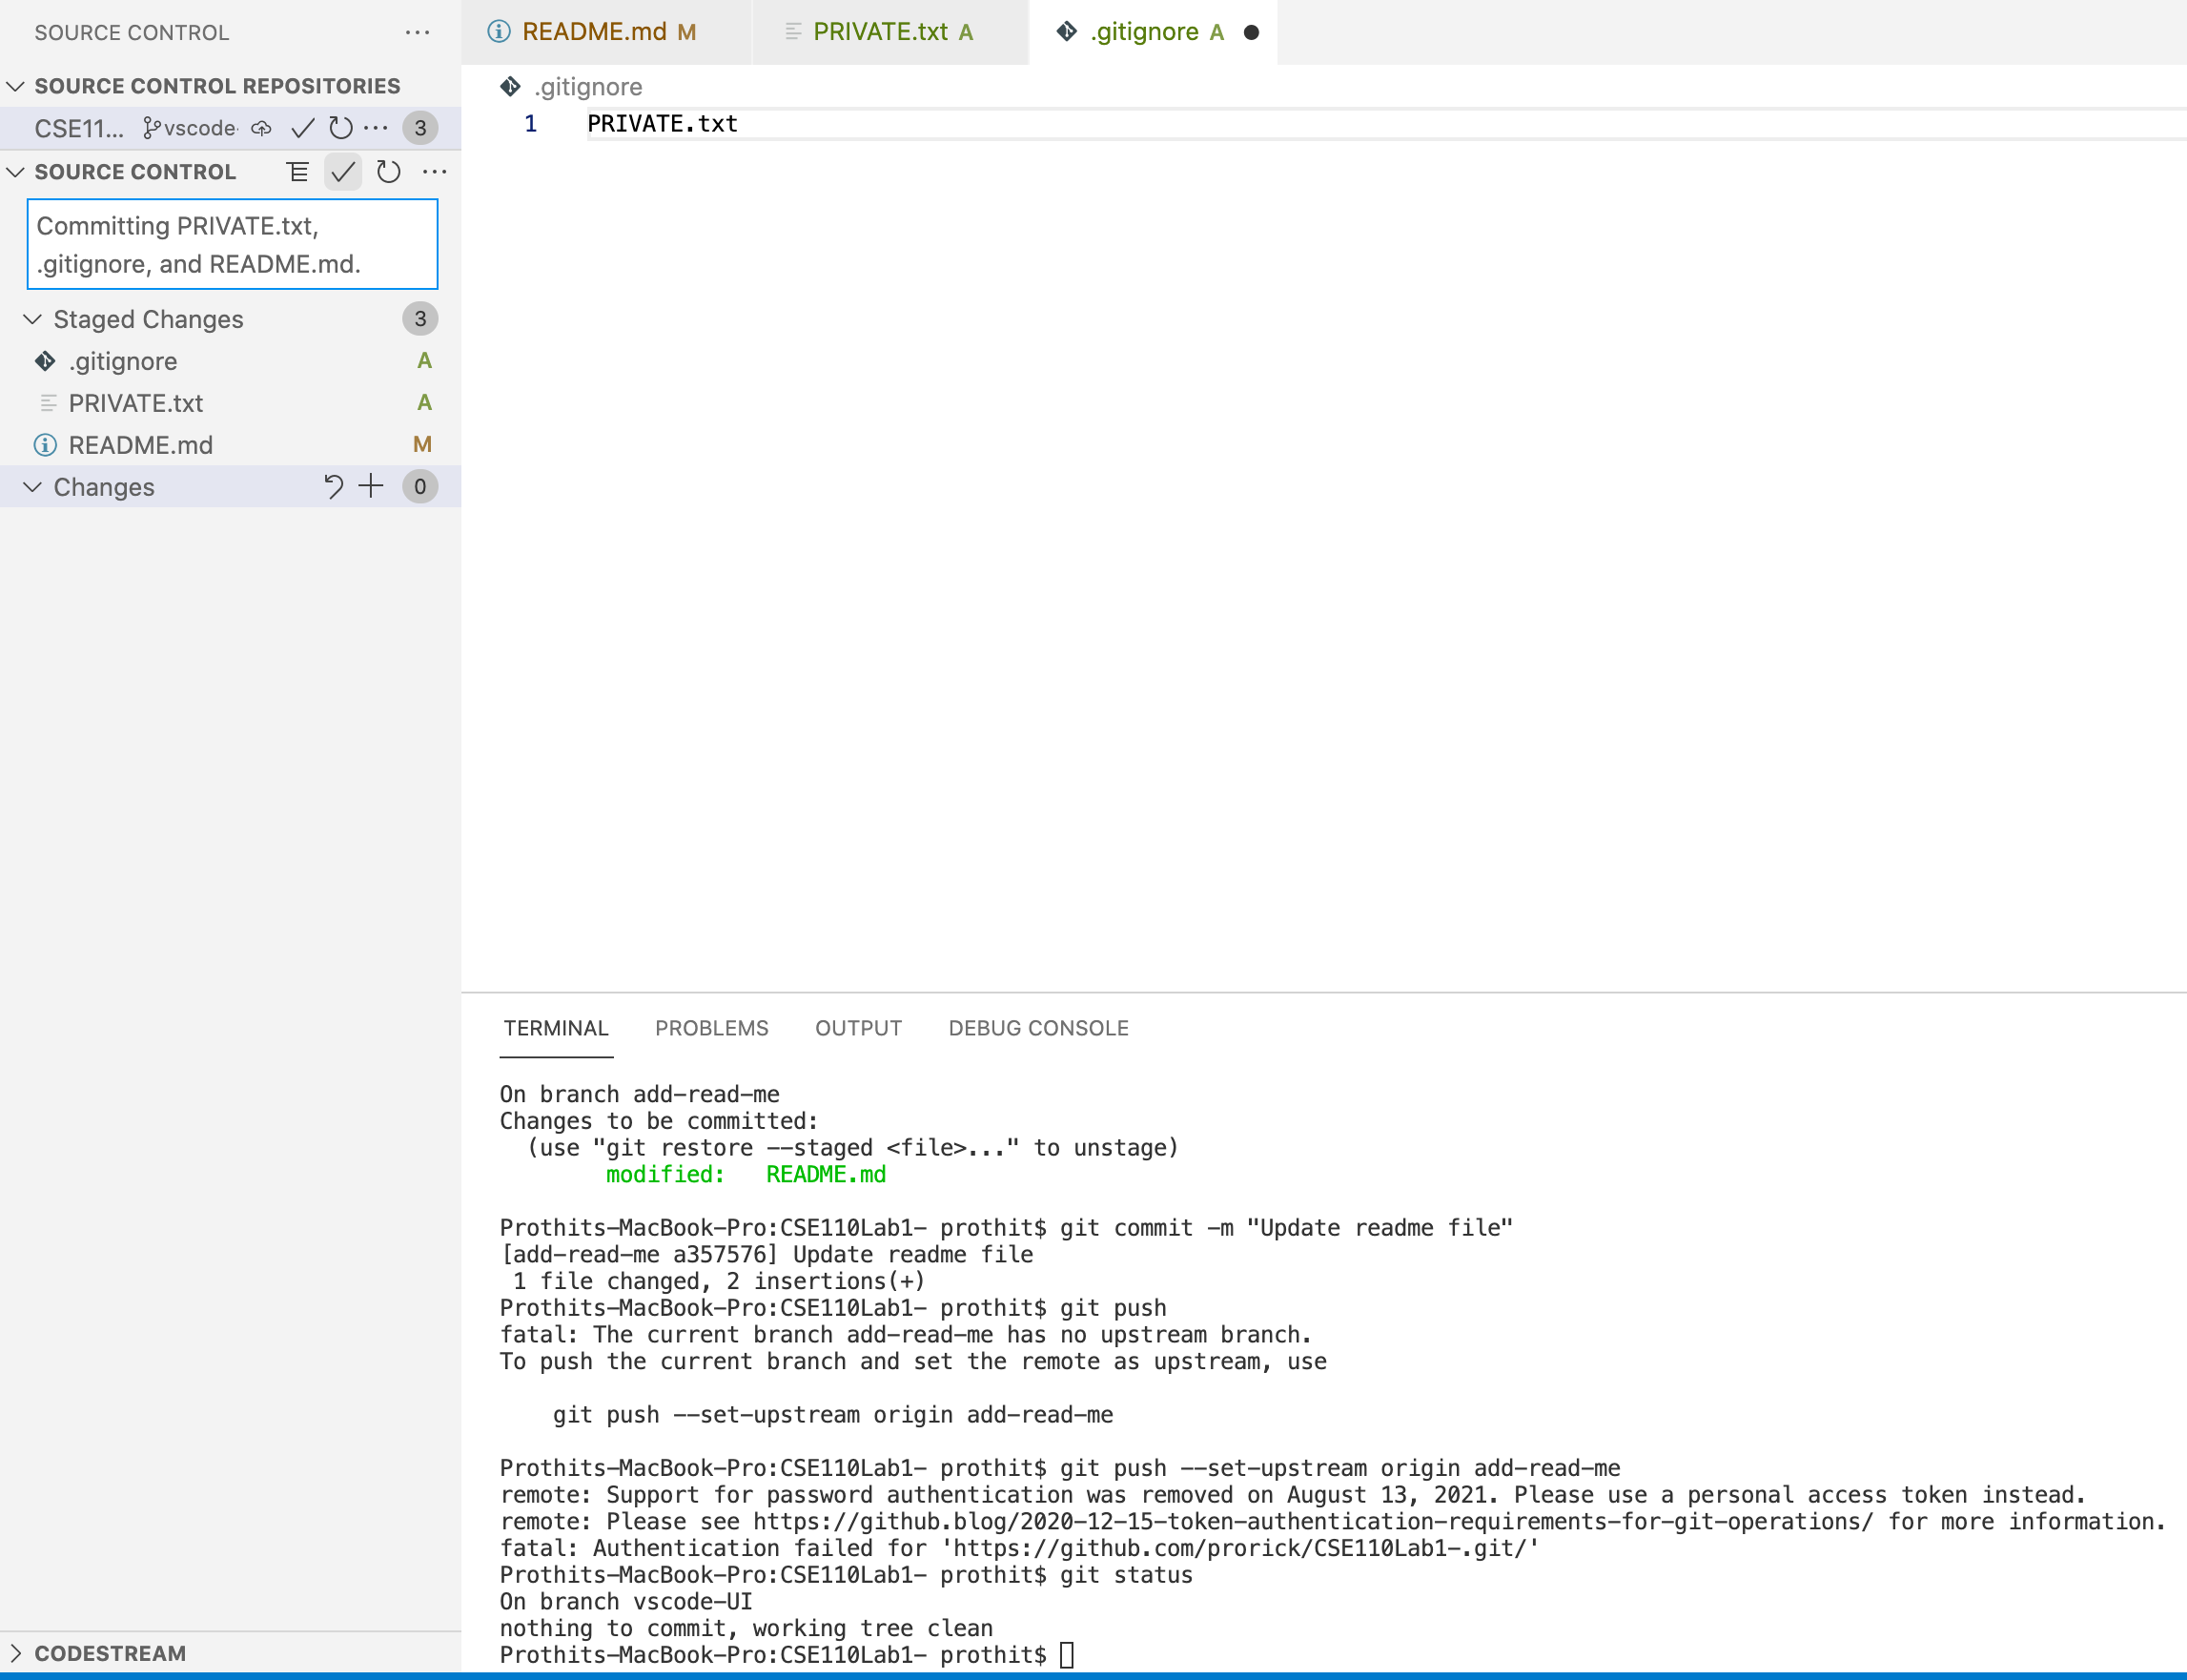 SOURCE CONTROL
SOURCE CONTROL REPOSITORIES
CSE11... vscode- 3
SOURCE CONTROL
Committing PRIVATE.txt,
.gitignore, and README.md.
Staged Changes 3
.gitignore A
PRIVATE.txt A
README.md M
Changes 0
CODESTREAM
README.md M PRIVATE.txt A .gitignore A
.gitignore
1 PRIVATE.txt
TERMINAL PROBLEMS OUTPUT DEBUG CONSOLE
On branch add-read-me
Changes to be committed:
(use "git restore --staged <file>..." to unstage)
modified: README.md
Prothits-MacBook-Pro:CSE110Lab1- prothit$ git commit -m "Update readme file"
[add-read-me a357576] Update readme file
1 file changed, 2 insertions(+)
Prothits-MacBook-Pro:CSE110Lab1- prothit$ git push
fatal: The current branch add-read-me has no upstream branch.
To push the current branch and set the remote as upstream, use
git push --set-upstream origin add-read-me
Prothits-MacBook-Pro:CSE110Lab1- prothit$ git push --set-upstream origin add-read-me
remote: Support for password authentication was removed on August 13, 2021. Please use a personal access token instead.
remote: Please see https://github.blog/2020-12-15-token-authentication-requirements-for-git-operations/ for more information.
fatal: Authentication failed for 'https://github.com/prorick/CSE110Lab1-.git/'
Prothits-MacBook-Pro:CSE110Lab1- prothit$ git status
On branch vscode-UI
nothing to commit, working tree clean
Prothits-MacBook-Pro:CSE110Lab1- prothit$